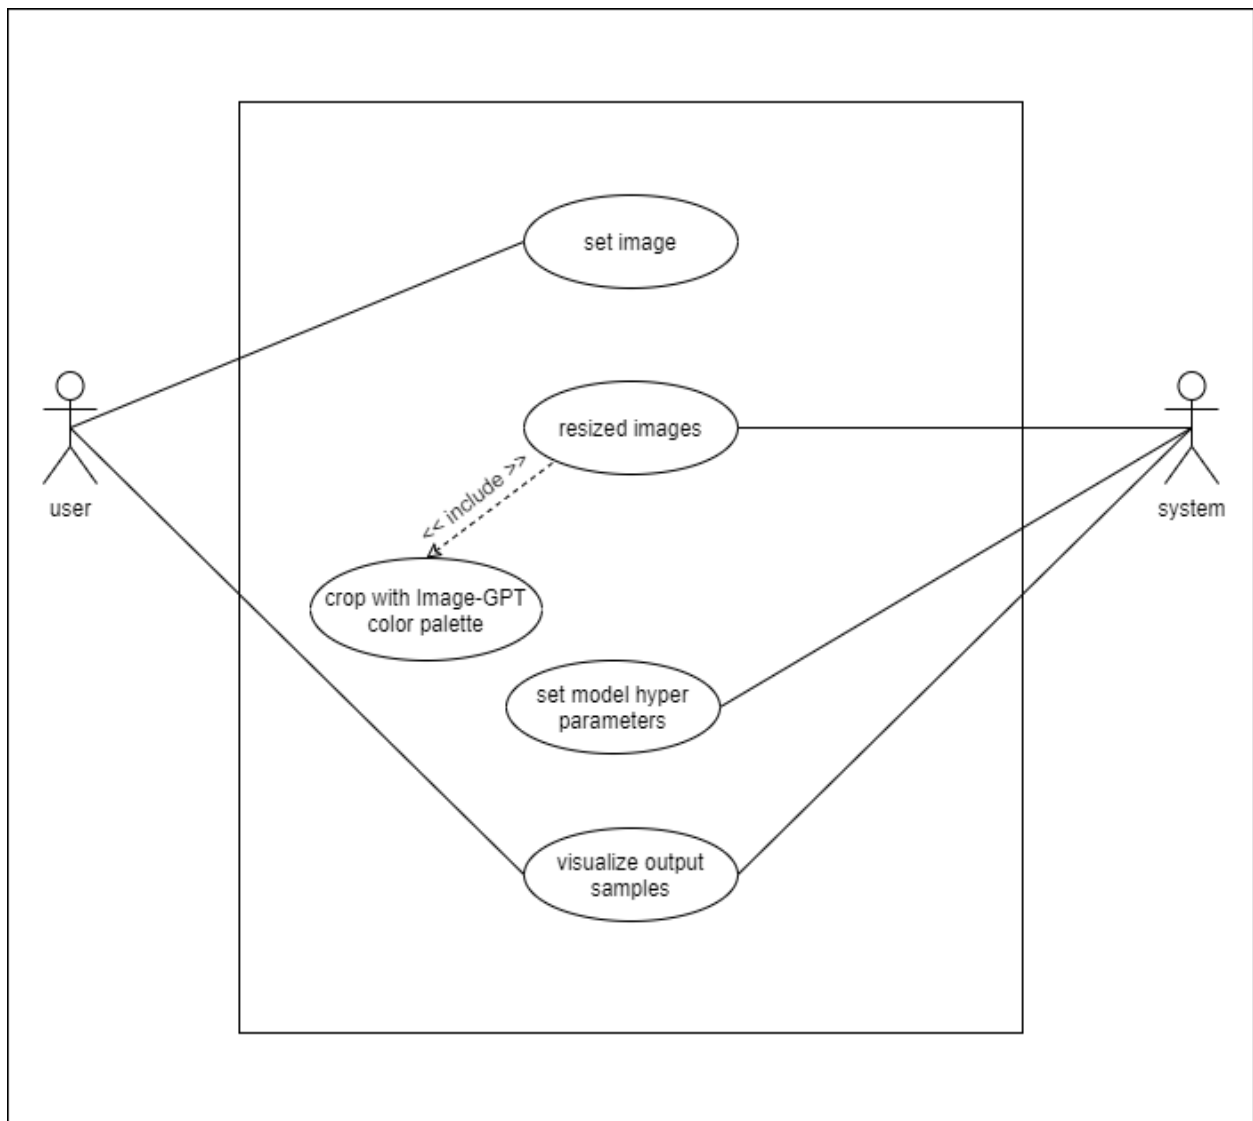 set image
resized images
<< include >>
user
system
crop with Image-GPT
color palette
set model hyper
parameters
visualize output
samples